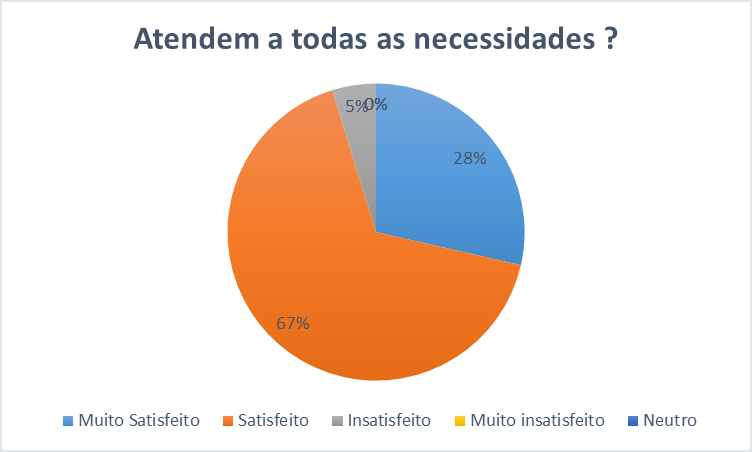 Atendem a todas as necessidades ?
5%
0%
28%
67%
Muito Satisfeito
Satisfeito
Insatisfeito
Muito insatisfeito
Neutro